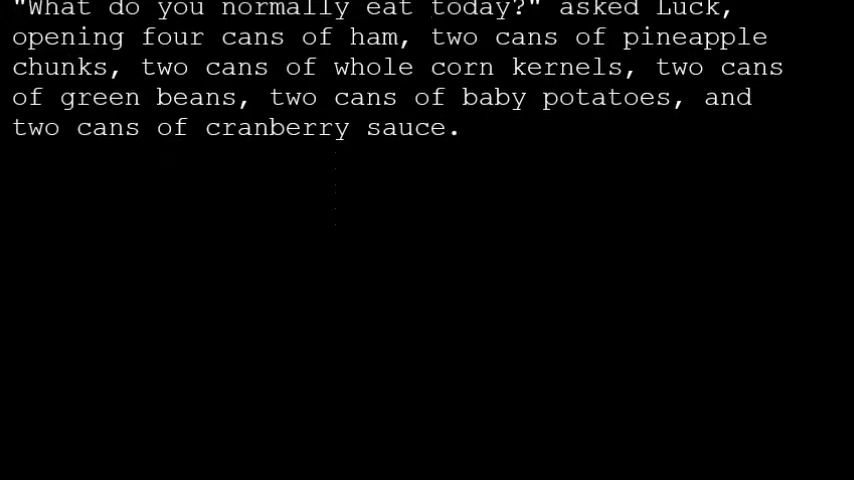 "What do you normally eat today?" asked Luck,
opening four cans of ham, two cans of pineapple
chunks, two cans of whole corn kernels, two cans
of green beans, two cans of baby potatoes, and
two cans of cranberry sauce.